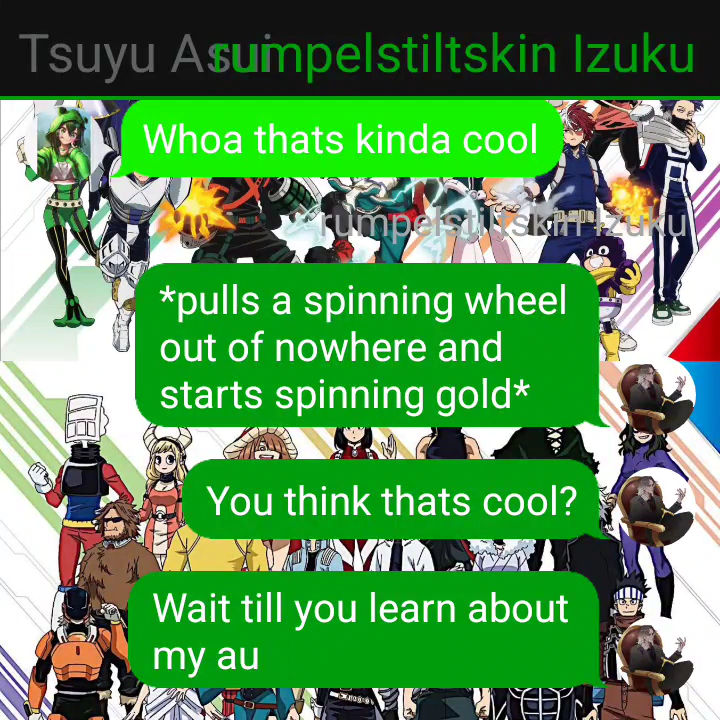 Tsuyu Asui
rumpelstiltskin Izuku
Whoa thats kinda cool
rumpelstiltskin Izuku
*pulls a spinning wheel
out of nowhere and
starts spinning gold*
You think thats cool?
Wait till you learn about
my au